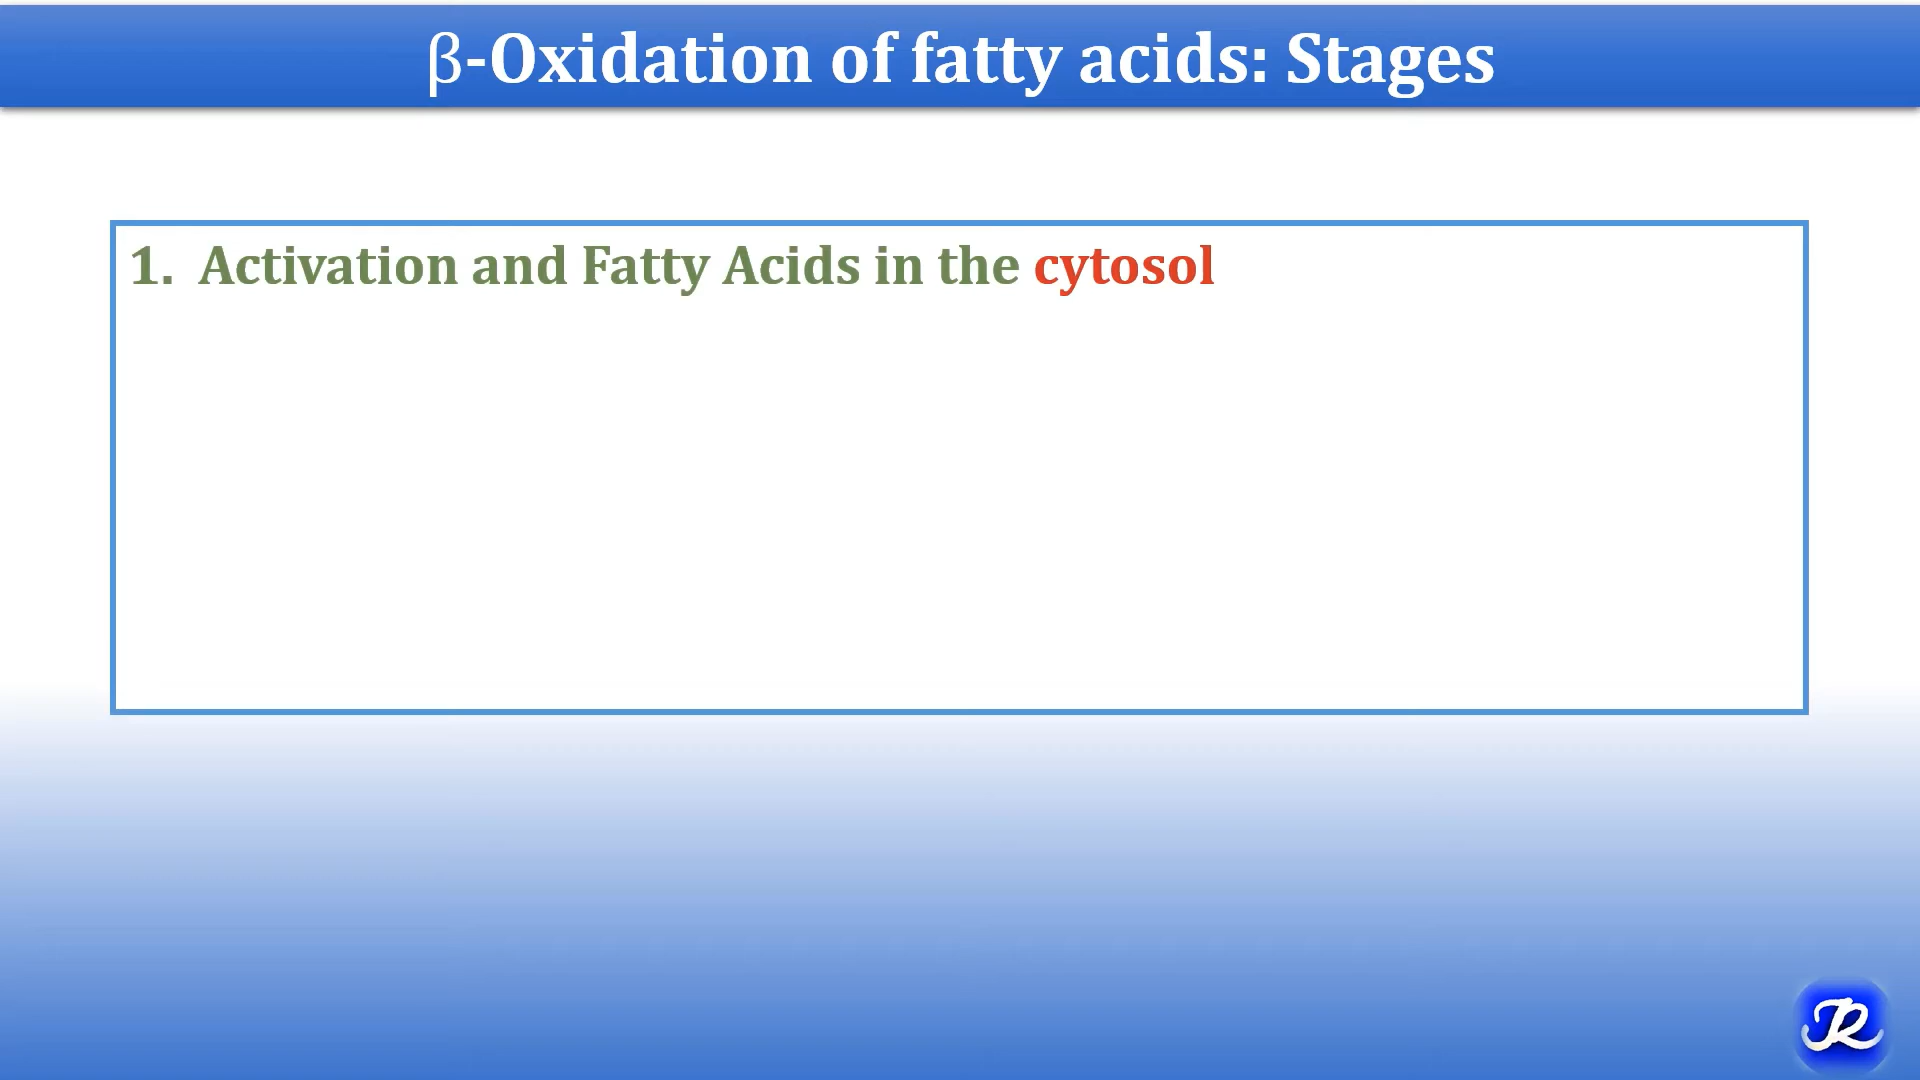 β-Oxidation of fatty acids: Stages
1. Activation and Fatty Acids in the cytosol